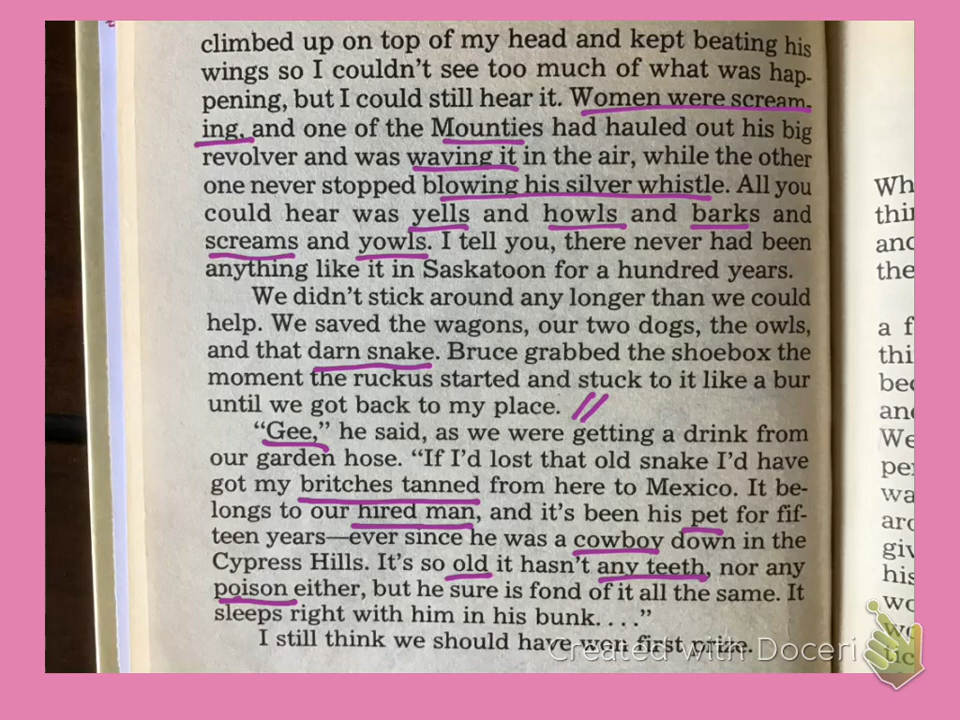 climbed up on top of my head and kept beating his
wings so I couldn't see too much of what was hap-
pening, but I could still hear it. Women were scream-
ing, and one of the Mounties had hauled out his big
revolver and was waving it in the air, while the other
one never stopped blowing his silver whistle. All you
could hear was yells and howls and barks and
screams and yowls. I tell you, there never had been
anything like it in Saskatoon for a hundred years.
We didn't stick around any longer than we could
help. We saved the wagons, our two dogs, the owls,
and that darn snake. Bruce grabbed the shoebox the
moment the ruckus started and stuck to it like a bur
until we got back to my place.
"Gee," he said, as we were getting a drink from
our garden hose. "If I'd lost that old snake I'd have
got my britches tanned from here to Mexico. It be-
longs to our hired man, and it's been his pet for fif-
teen years—ever since he was a cowboy down in the
Cypress Hills. It's so old it hasn't any teeth, nor any
poison either, but he sure is fond of it all the same. It
sleeps right with him in his bunk. . . ."
I still think we should have won first prize.
Created with Doceri
the
a